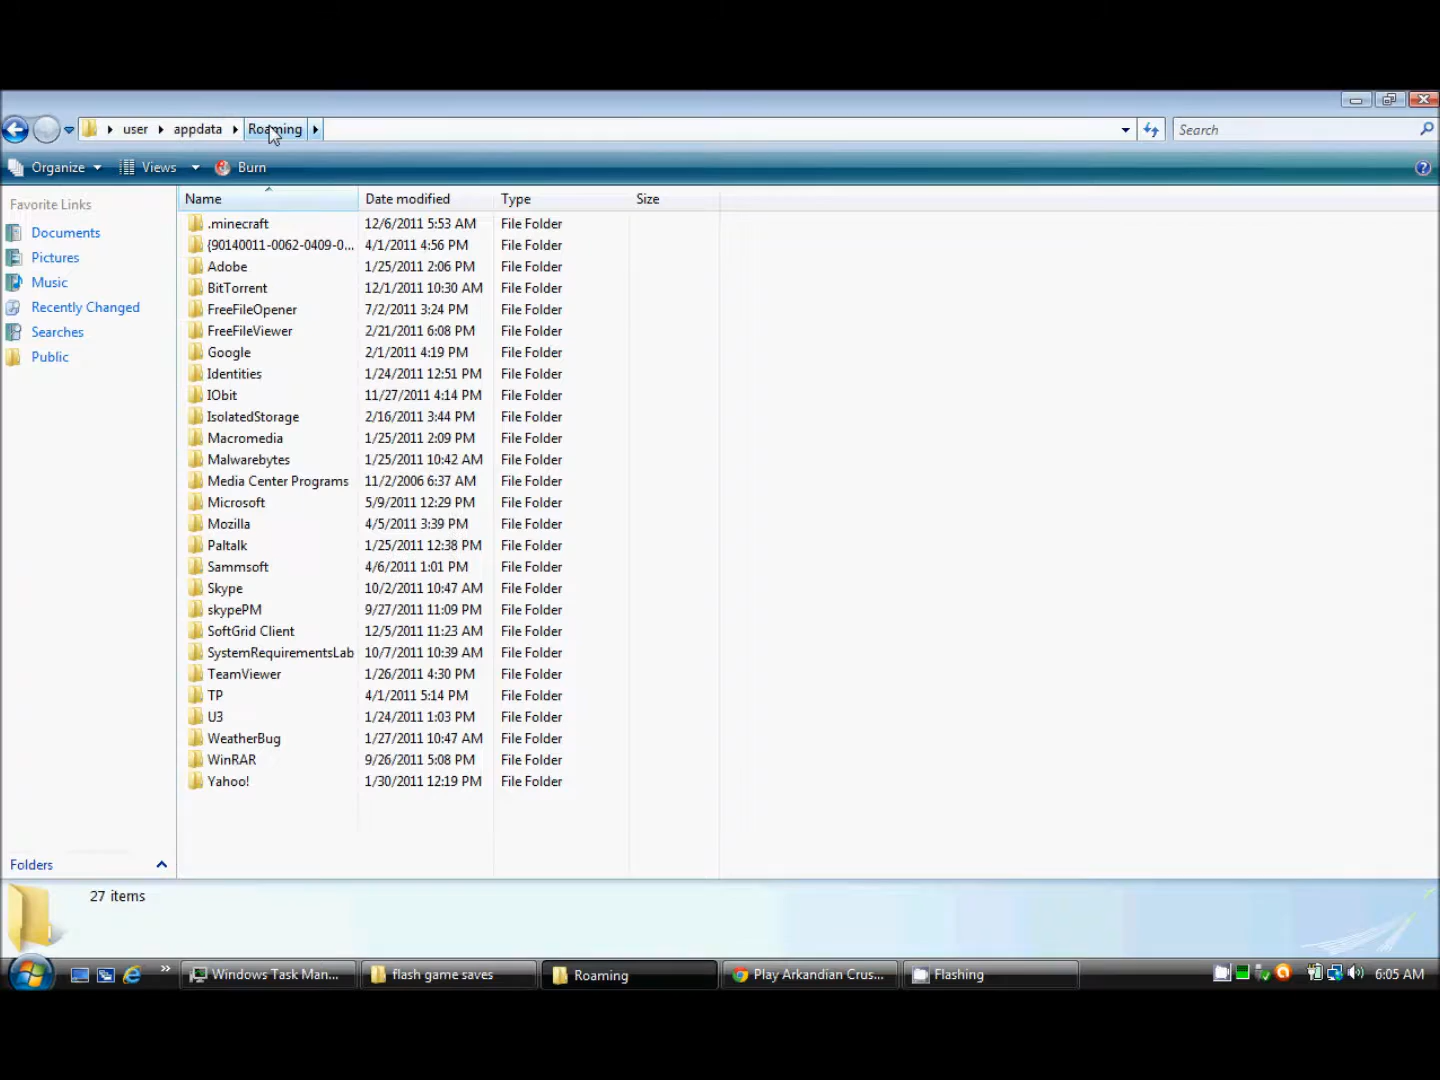 user appdata Roaming Search
Organize Views Burn
Favorite Links
Documents
Pictures
Music
Recently Changed
Searches
Public
Folders
Name Date modified Type Size
.minecraft 12/6/2011 5:53 AM File Folder
{90140011-0062-0409-0... 4/1/2011 4:56 PM File Folder
Adobe 1/25/2011 2:06 PM File Folder
BitTorrent 12/1/2011 10:30 AM File Folder
FreeFileOpener 7/2/2011 3:24 PM File Folder
FreeFileViewer 2/21/2011 6:08 PM File Folder
Google 2/1/2011 4:19 PM File Folder
Identities 1/24/2011 12:51 PM File Folder
IObit 11/27/2011 4:14 PM File Folder
IsolatedStorage 2/16/2011 3:44 PM File Folder
Macromedia 1/25/2011 2:09 PM File Folder
Malwarebytes 1/25/2011 10:42 AM File Folder
Media Center Programs 11/2/2006 6:37 AM File Folder
Microsoft 5/9/2011 12:29 PM File Folder
Mozilla 4/5/2011 3:39 PM File Folder
Paltalk 1/25/2011 12:38 PM File Folder
Sammsoft 4/6/2011 1:01 PM File Folder
Skype 10/2/2011 10:47 AM File Folder
skypePM 9/27/2011 11:09 PM File Folder
SoftGrid Client 12/5/2011 11:23 AM File Folder
SystemRequirementsLab 10/7/2011 10:39 AM File Folder
TeamViewer 1/26/2011 4:30 PM File Folder
TP 4/1/2011 5:14 PM File Folder
U3 1/24/2011 1:03 PM File Folder
WeatherBug 1/27/2011 10:47 AM File Folder
WinRAR 9/26/2011 5:08 PM File Folder
Yahoo! 1/30/2011 12:19 PM File Folder
27 items
Windows Task Man... flash game saves Roaming Play Arkandian Crus... Flashing 6:05 AM